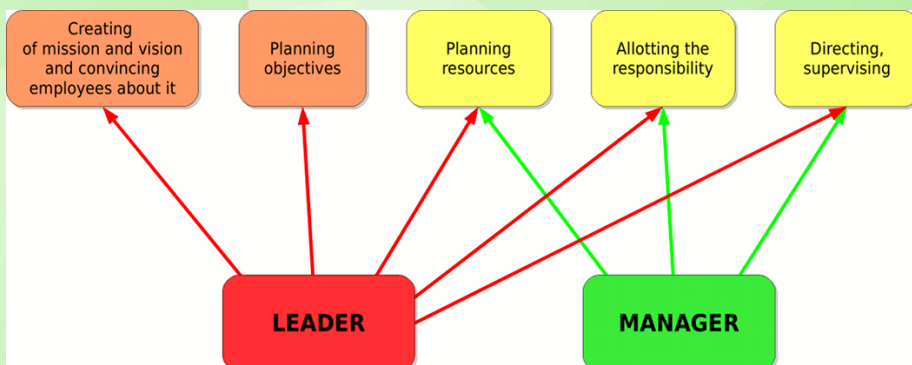 Creating
of mission and vision
and convincing
employees about it
Planning
objectives
Planning
resources
Allotting the
responsibility
Directing,
supervising
LEADER
MANAGER